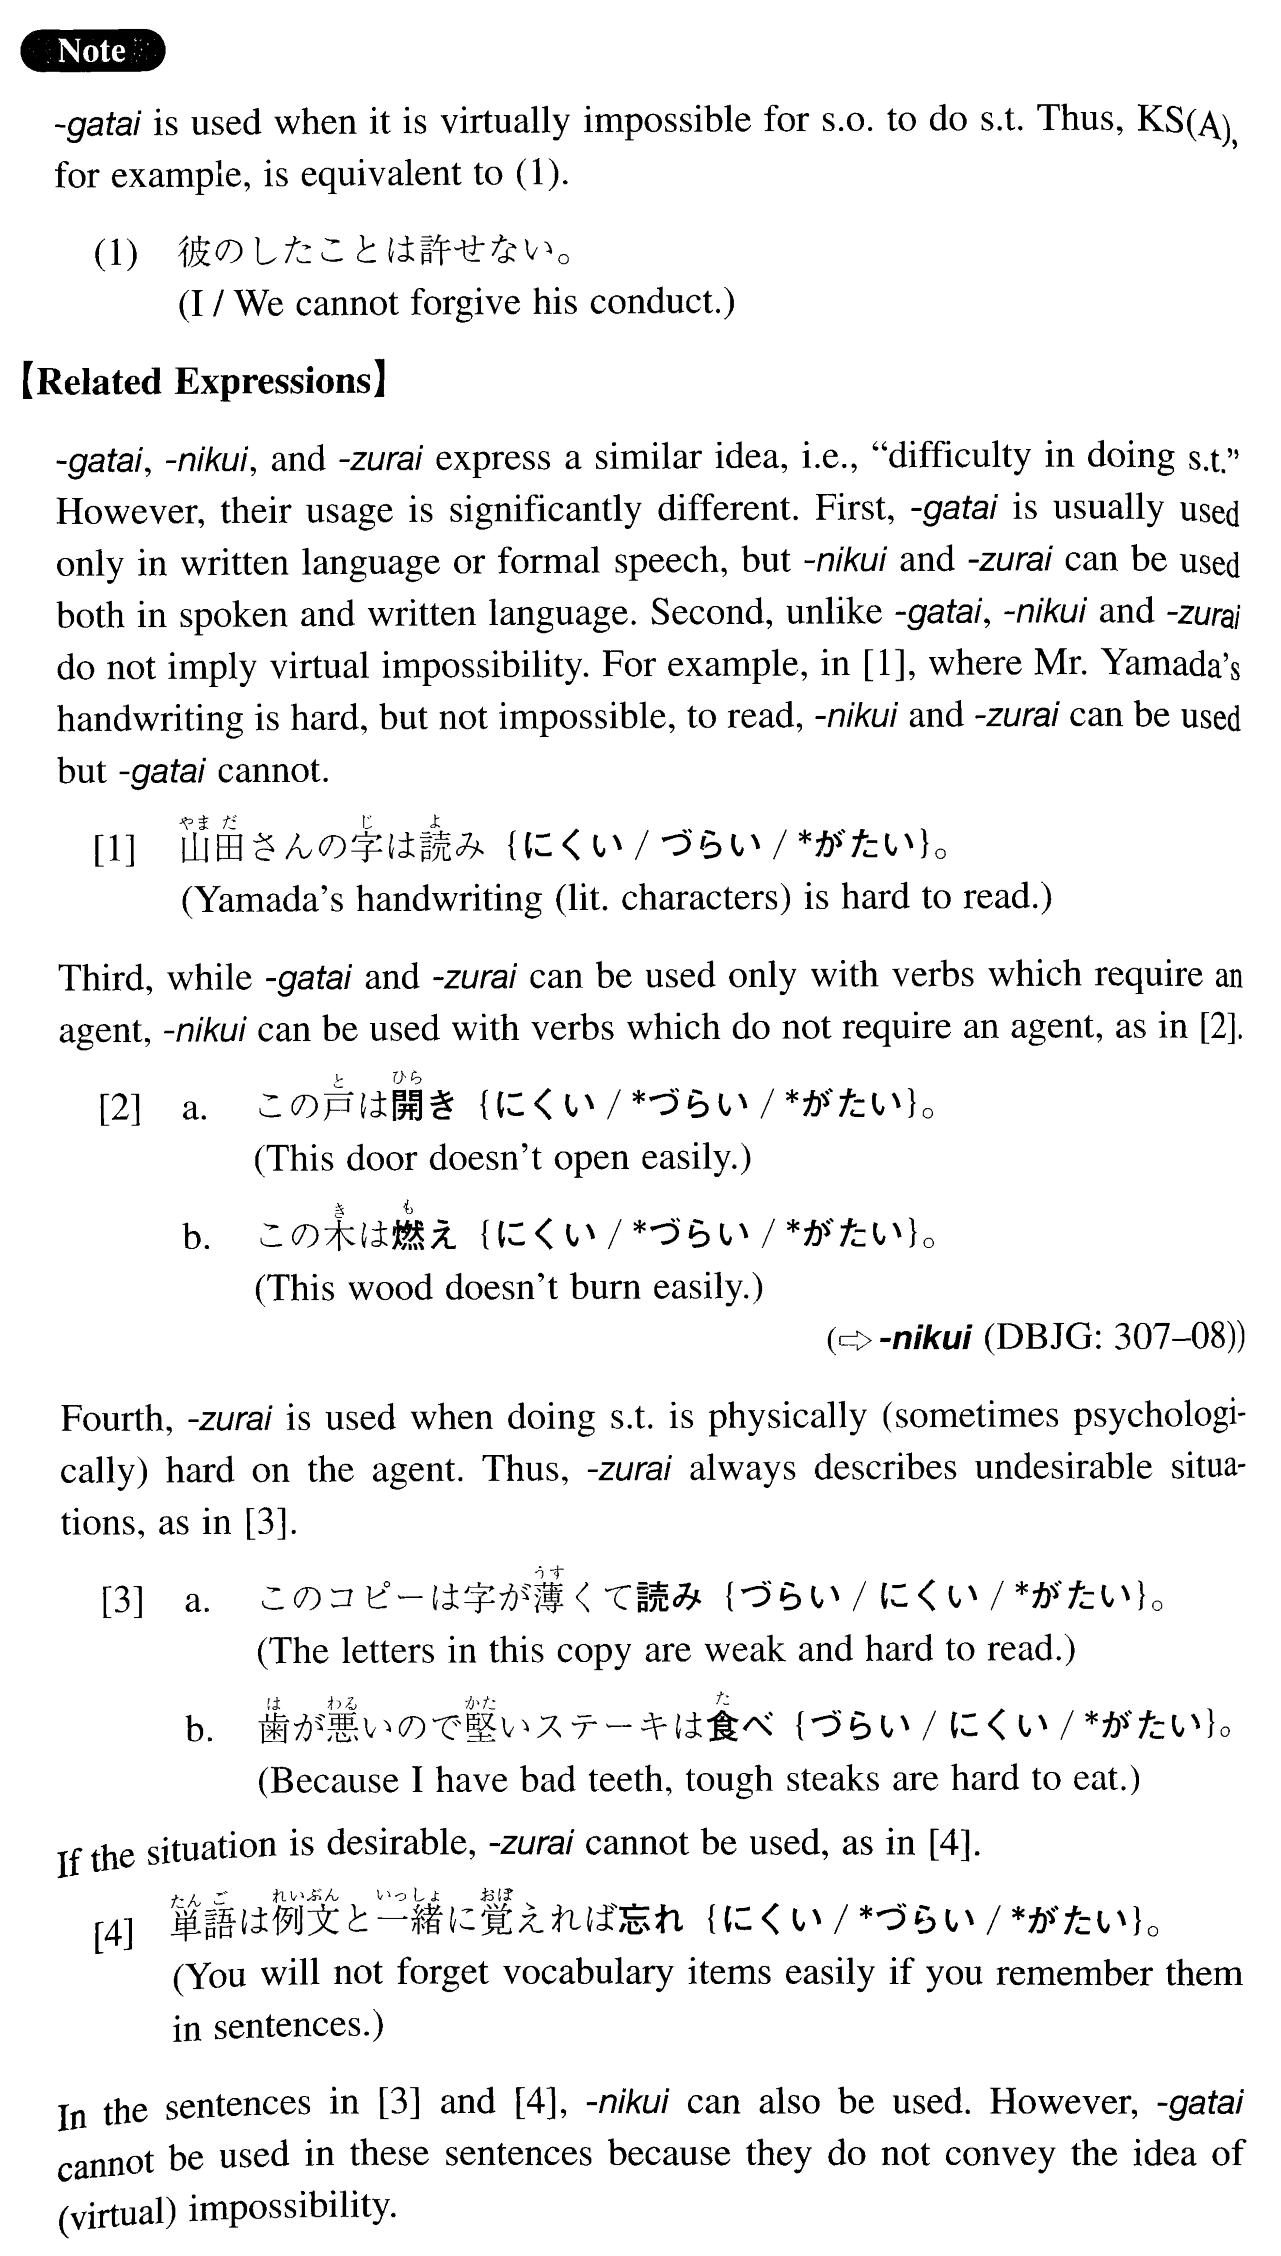 Note
-gatai is used when it is virtually impossible for s.o. to do s.t. Thus, KS(A),
for example, is equivalent to (1).
(1) 彼のしたことは許せない。
(I / We cannot forgive his conduct.)
【Related Expressions】
-gatai, -nikui, and -zurai express a similar idea, i.e., “difficulty in doing s.t.”
However, their usage is significantly different. First, -gatai is usually used
only in written language or formal speech, but -nikui and -zurai can be used
both in spoken and written language. Second, unlike -gatai, -nikui and -zurai
do not imply virtual impossibility. For example, in [1], where Mr. Yamada’s
handwriting is hard, but not impossible, to read, -nikui and -zurai can be used
but -gatai cannot.
やま だ じ よ
[1] 山田さんの字は読み {にくい / づらい / *がたい}。
(Yamada’s handwriting (lit. characters) is hard to read.)
Third, while -gatai and -zurai can be used only with verbs which require an
agent, -nikui can be used with verbs which do not require an agent, as in [2].
と ひら
[2] a. この戸は開き {にくい / *づらい / *がたい}。
(This door doesn’t open easily.)
き も
b. この木は燃え {にくい / *づらい / *がたい}。
(This wood doesn’t burn easily.)
(⇨ -nikui (DBJG: 307–08))
Fourth, -zurai is used when doing s.t. is physically (sometimes psychologi-
cally) hard on the agent. Thus, -zurai always describes undesirable situa-
tions, as in [3].
うす
[3] a. このコピーは字が薄くて読み {づらい / にくい / *がたい}。
(The letters in this copy are weak and hard to read.)
は わる かた た
b. 歯が悪いので堅いステーキは食べ {づらい / にくい / *がたい}。
(Because I have bad teeth, tough steaks are hard to eat.)
If the situation is desirable, -zurai cannot be used, as in [4].
たん ご れいぶん いっしょ おぼ
[4] 単語は例文と一緒に覚えれば忘れ {にくい / *づらい / *がたい}。
(You will not forget vocabulary items easily if you remember them
in sentences.)
In the sentences in [3] and [4], -nikui can also be used. However, -gatai
cannot be used in these sentences because they do not convey the idea of
(virtual) impossibility.